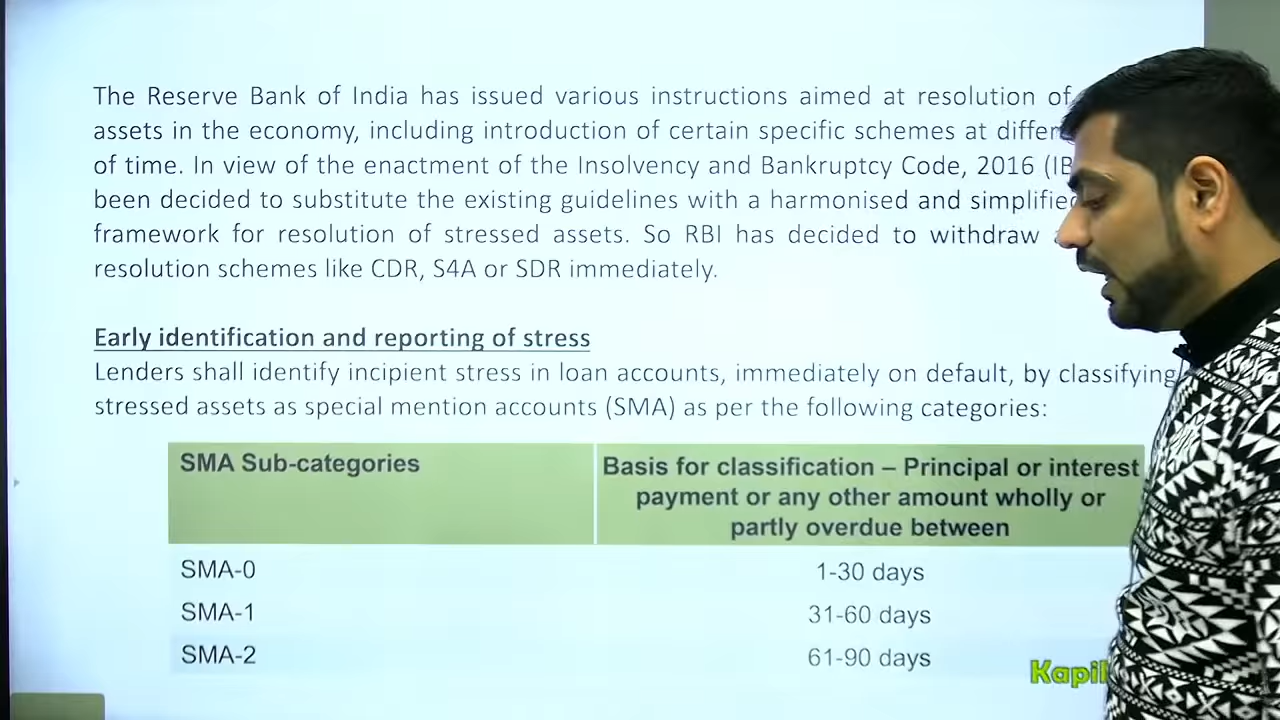 The Reserve Bank of India has issued various instructions aimed at resolution of
assets in the economy, including introduction of certain specific schemes at
of time. In view of the enactment of the Insolvency and Bankruptcy Code, 2016
been decided to substitute the existing guidelines with a harmonised and simplified
framework for resolution of stressed assets. So RBI has decided to withdraw
resolution schemes like CDR, S4A or SDR immediately.
Early identification and reporting of stress
Lenders shall identify incipient stress in loan accounts, immediately on default, by classifying
stressed assets as special mention accounts (SMA) as per the following categories:
SMA Sub-categories
Basis for classification – Principal or interest
payment or any other amount wholly or
partly overdue between
SMA-0
1-30 days
SMA-1
31-60 days
SMA-2
61-90 days
Kapil